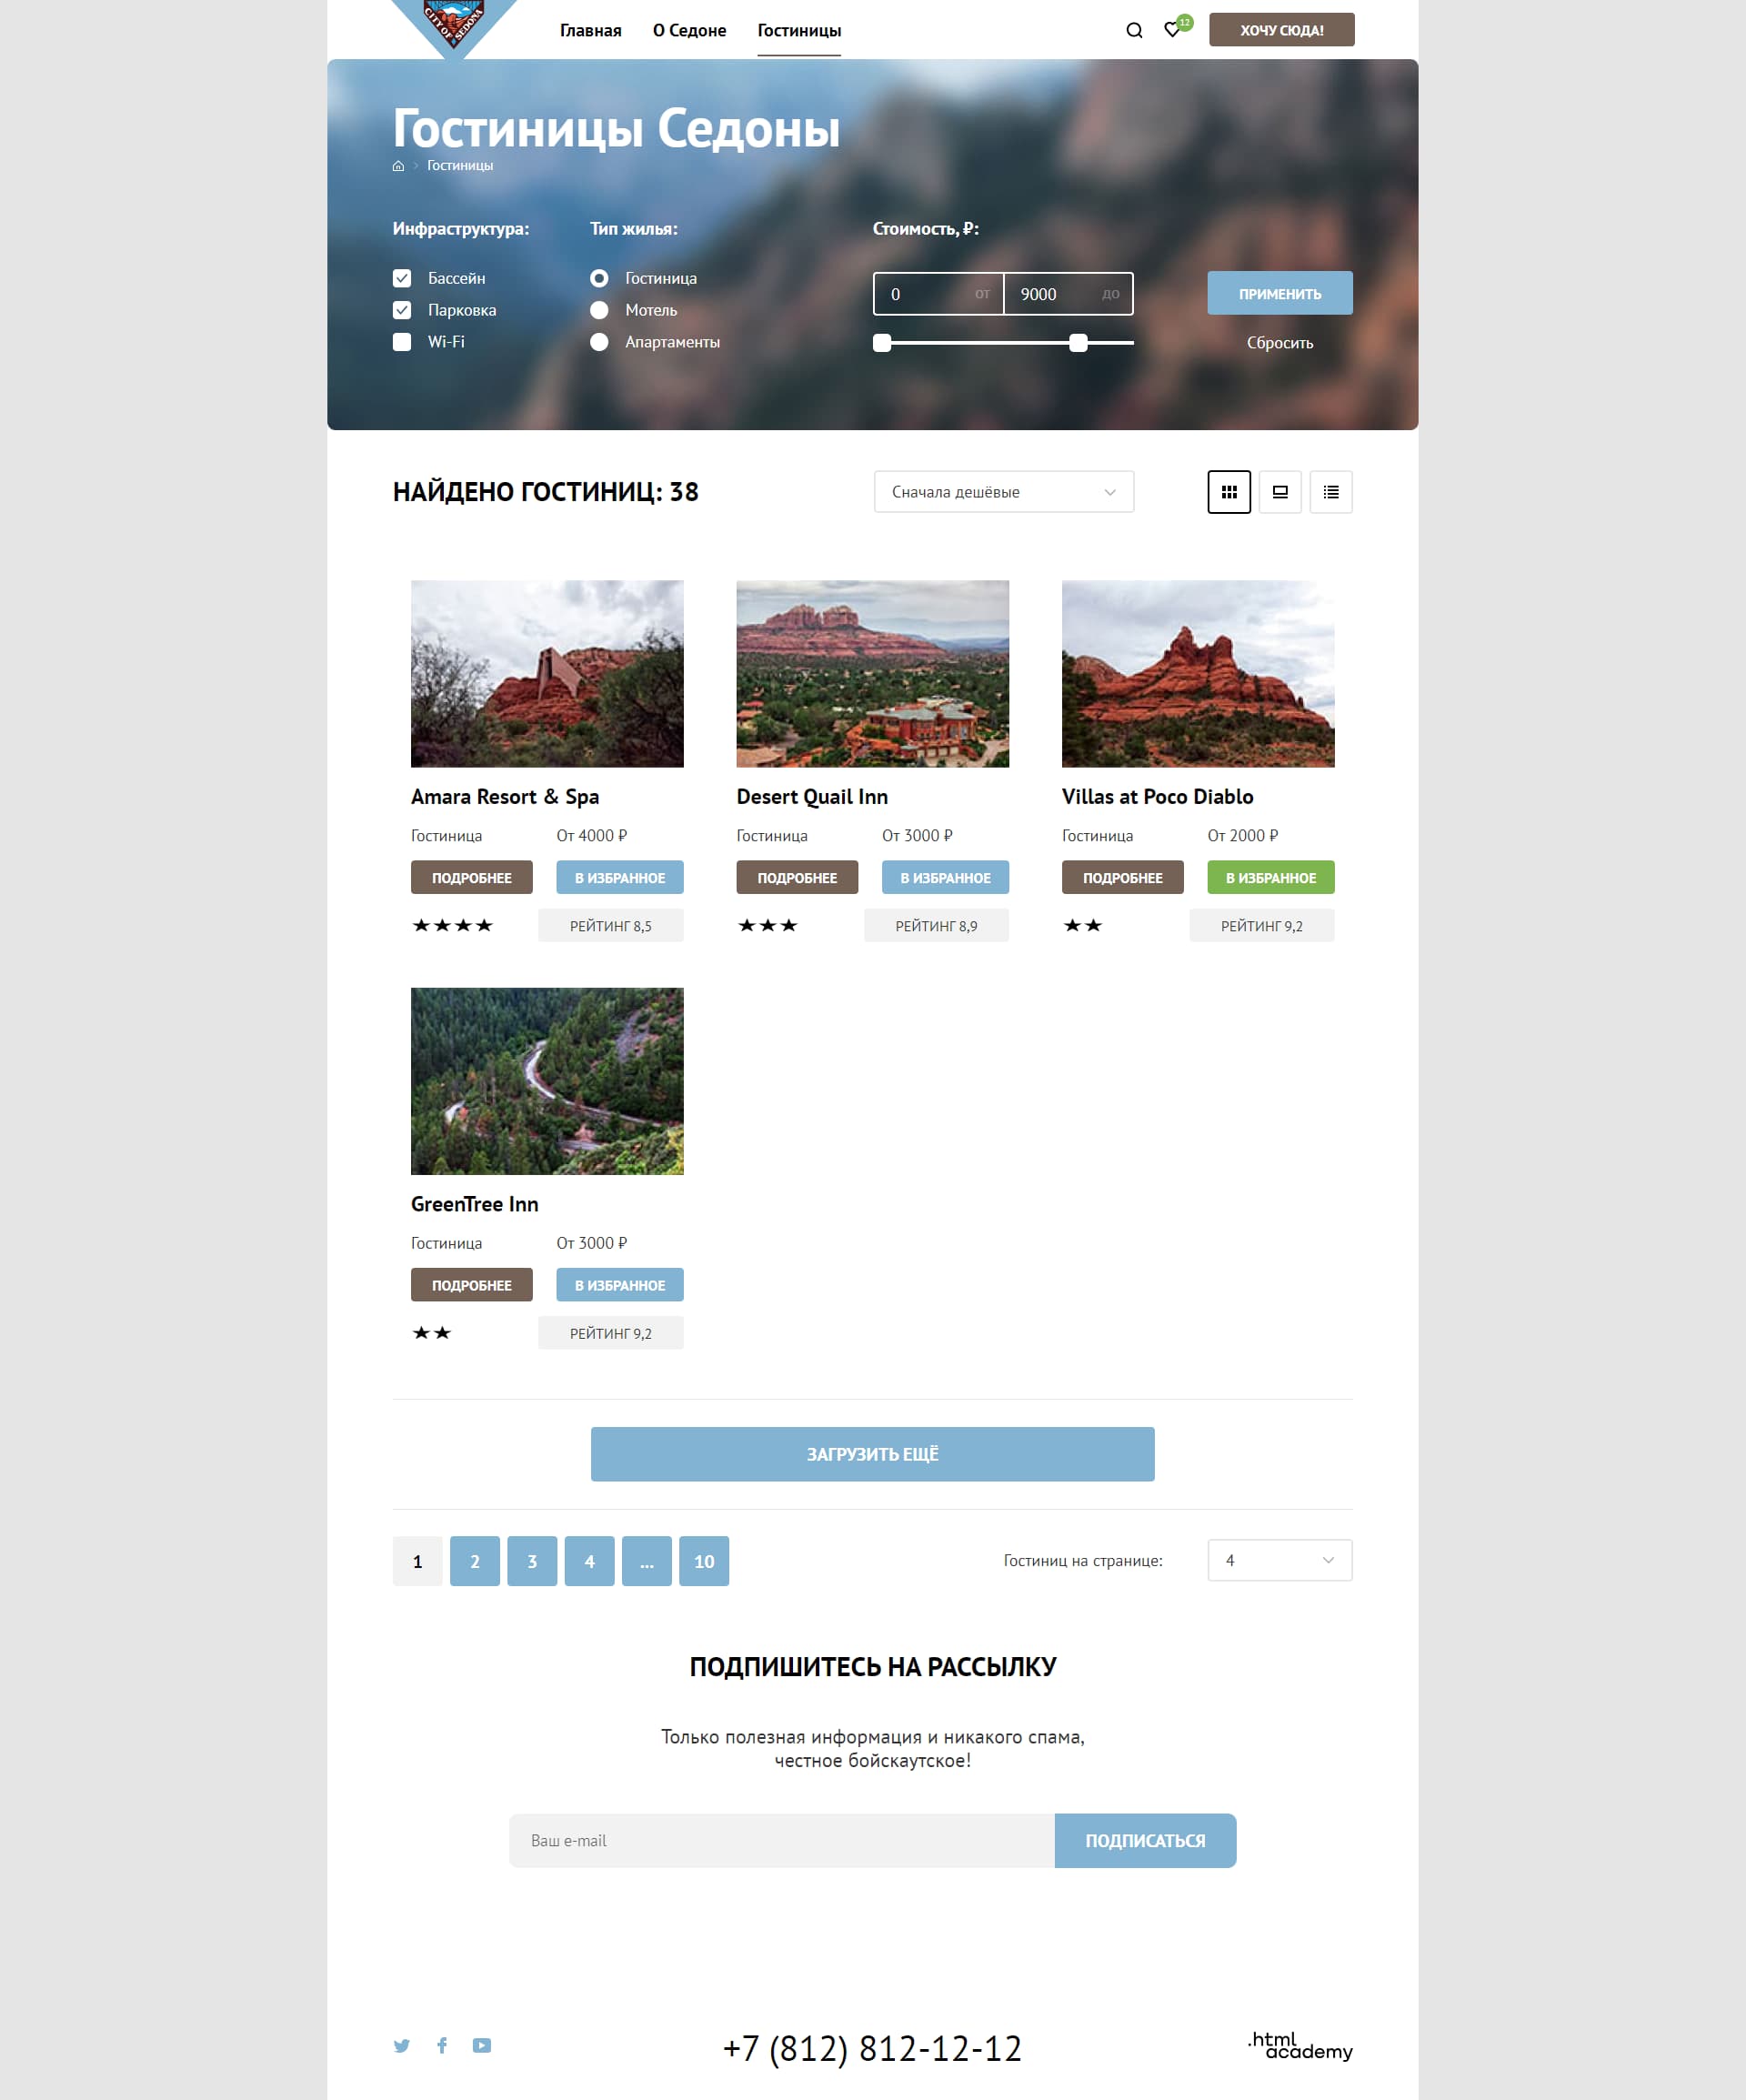 CITY OF SEDONA
Главная О Седоне Гостиницы 12 ХОЧУ СЮДА!
Гостиницы Седоны
Гостиницы
Инфраструктура: Тип жилья: Стоимость, ₽:
Бассейн Гостиница 0 ОТ 9000 ДО ПРИМЕНИТЬ
Парковка Мотель
Wi-Fi Апартаменты Сбросить
НАЙДЕНО ГОСТИНИЦ: 38 Сначала дешёвые
Amara Resort & Spa Desert Quail Inn Villas at Poco Diablo
Гостиница От 4000 ₽ Гостиница От 3000 ₽ Гостиница От 2000 ₽
ПОДРОБНЕЕ В ИЗБРАННОЕ ПОДРОБНЕЕ В ИЗБРАННОЕ ПОДРОБНЕЕ В ИЗБРАННОЕ
РЕЙТИНГ 8,5 РЕЙТИНГ 8,9 РЕЙТИНГ 9,2
GreenTree Inn
Гостиница От 3000 ₽
ПОДРОБНЕЕ В ИЗБРАННОЕ
РЕЙТИНГ 9,2
ЗАГРУЗИТЬ ЕЩЁ
1 2 3 4 ... 10 Гостиниц на странице: 4
ПОДПИШИТЕСЬ НА РАССЫЛКУ
Только полезная информация и никакого спама,
честное бойскаутское!
Ваш e-mail ПОДПИСАТЬСЯ
+7 (812) 812-12-12
.html
academy